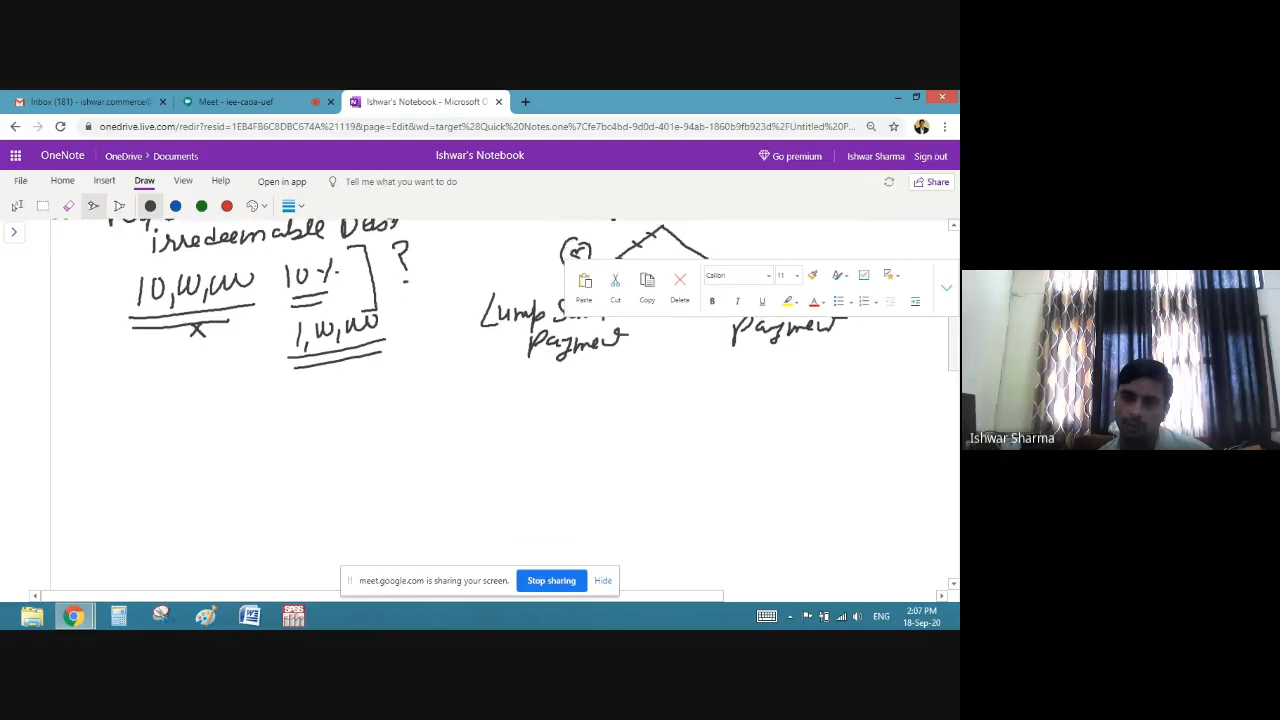 Inbox (181) - ishwar.commerce@
Meet - iee-caoa-uef
Ishwar's Notebook - Microsoft O
onedrive.live.com/redir?resid=1EB4FB6C8DBC674A%21119&page=Edit&wd=target%28Quick%20Notes.one%7Cfe7bc4bd-9d0d-401e-94ab-1860b9fb923d%2FUntitled%20P...
OneNote
OneDrive > Documents
Ishwar's Notebook
Go premium
Ishwar Sharma
Sign out
File Home Insert Draw View Help Open in app Tell me what you want to do
Share
irredeemable
10,00,000 10% ?
1,00,000
Calibri 11
Paste Cut Copy Delete
B I U A
Lump
Payment
Payment
Ishwar Sharma
meet.google.com is sharing your screen. Stop sharing Hide
ENG
2:07 PM
18-Sep-20